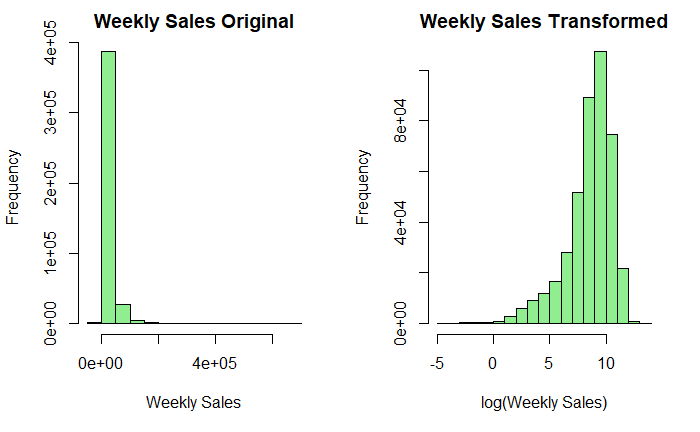 Weekly Sales Original
Frequency
0e+00
1e+05
2e+05
3e+05
4e+05
0e+00
4e+05
Weekly Sales
Weekly Sales Transformed
Frequency
0e+00
4e+04
8e+04
-5
0
5
10
log(Weekly Sales)